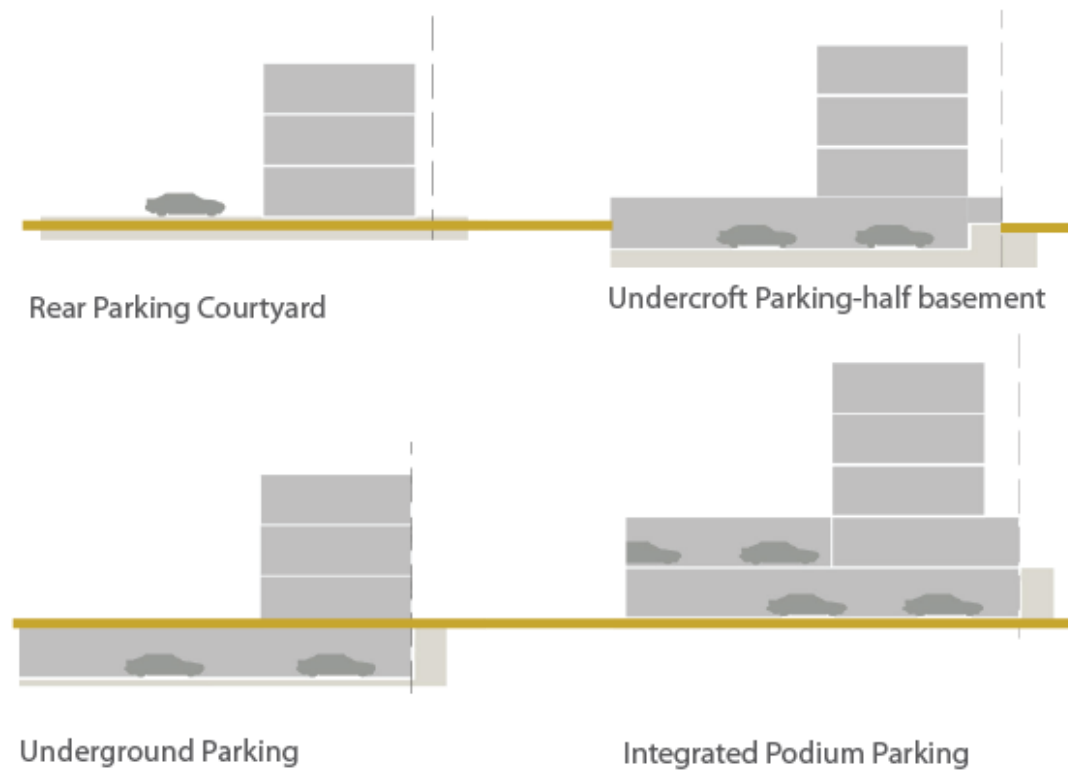 Rear Parking Courtyard
Undercroft Parking-half basement
Underground Parking
Integrated Podium Parking